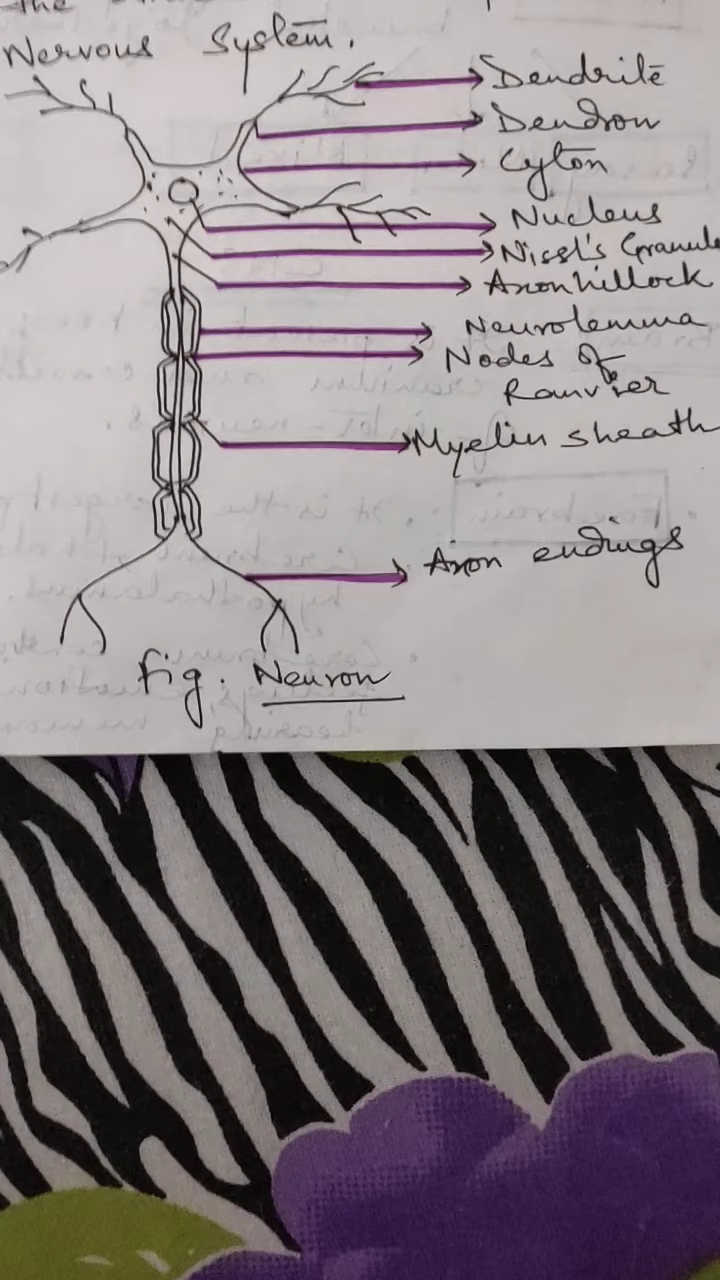 the
Nervous System.
Dendrite
Dendron
Cyton
Nucleus
Nissl's Granule
Axon hillock
Neurolemma
Nodes of
Ranvier
Myelin sheath
Axon endings
Fig. Neuron